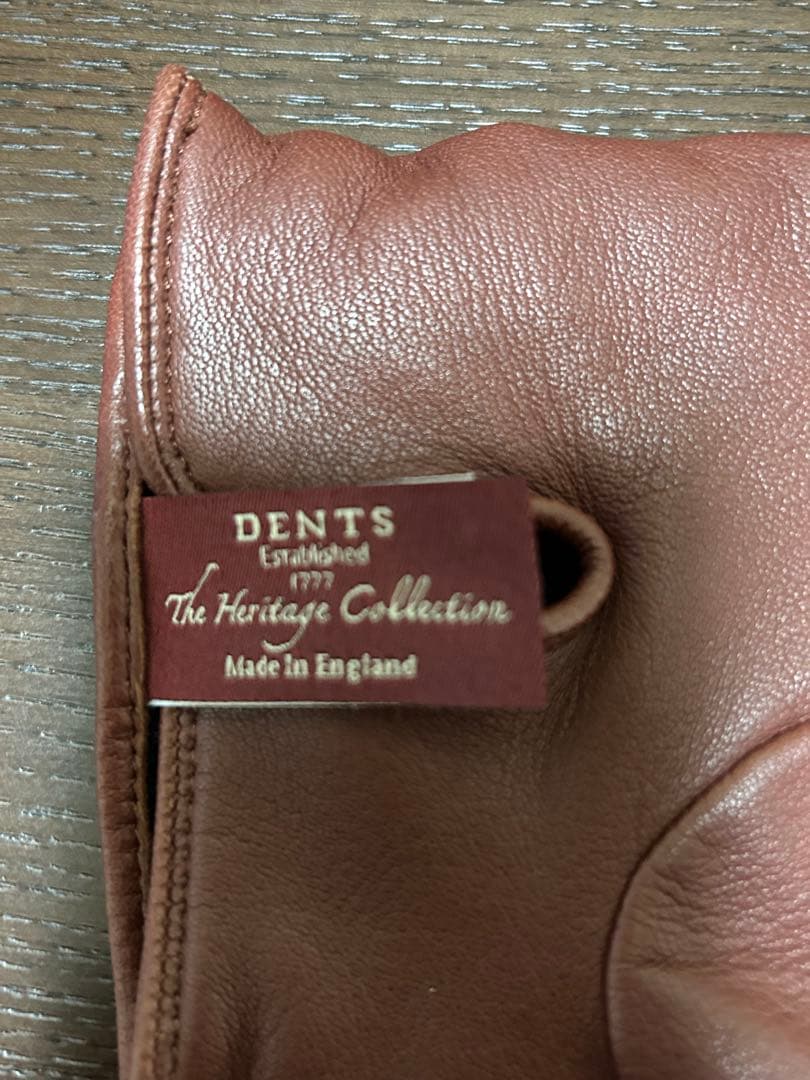 DENTS
Established
1777
The Heritage Collection
Made In England